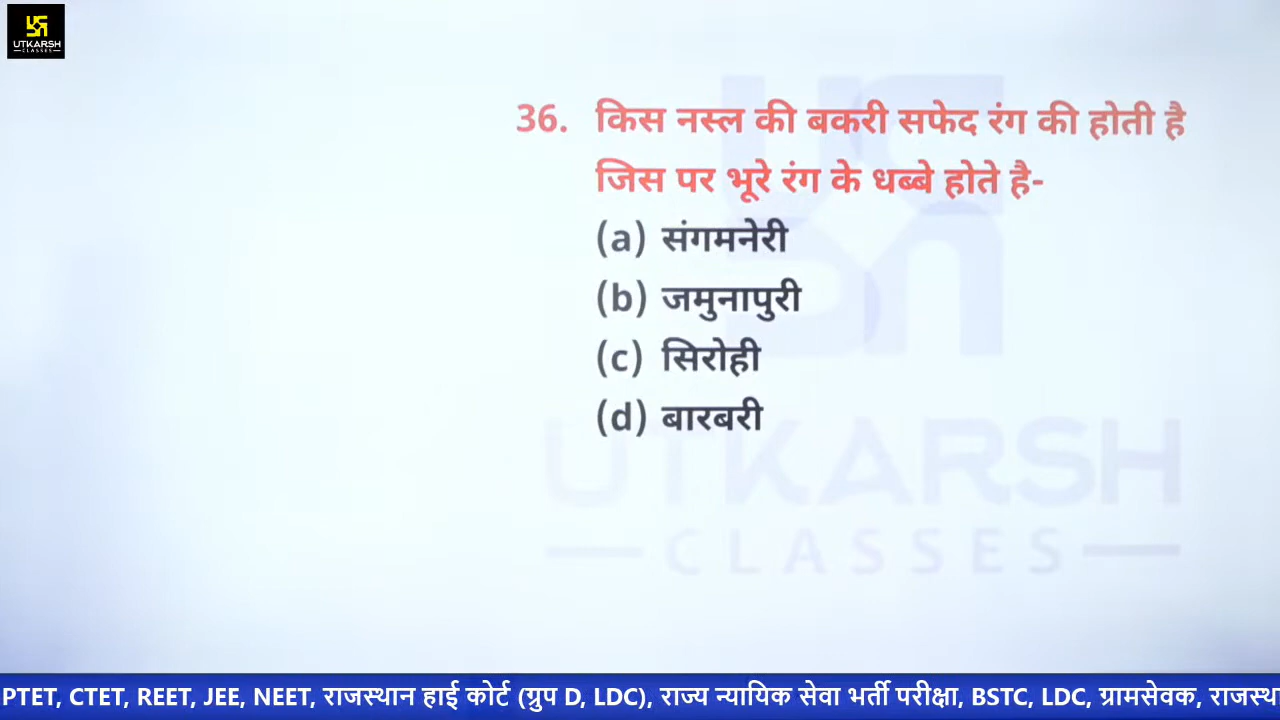 UTKARSH
CLASSES
36. किस नस्ल की बकरी सफेद रंग की होती है
जिस पर भूरे रंग के धब्बे होते है-
(a) संगमनेरी
(b) जमुनापुरी
(c) सिरोही
(d) बारबरी
UTKARSH
CLASSES
PTET, CTET, REET, JEE, NEET, राजस्थान हाई कोर्ट (ग्रुप D, LDC), राज्य न्यायिक सेवा भर्ती परीक्षा, BSTC, LDC, ग्रामसेवक, राजस्थ